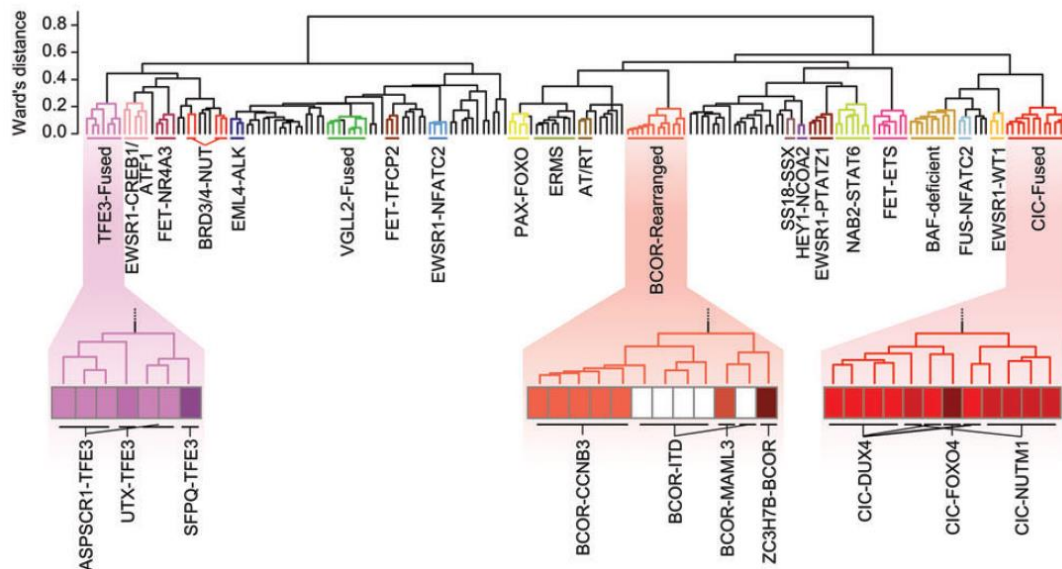 Ward's distance
0.8
0.6
0.4
0.2
0.0
TFE3-Fused
EWSR1-CREB1/
ATF1
FET-NR4A3
BRD3/4-NUT
EML4-ALK
VGLL2-Fused
FET-TFCP2
EWSR1-NFATC2
PAX-FOXO
ERMS
AT/RT
BCOR-Rearranged
SS18-SSX
HEY1-NCOA2
EWSR1-PTATZ1
NAB2-STAT6
FET-ETS
BAF-deficient
FUS-NFATC2
EWSR1-WT1
CIC-Fused
ASPSCR1-TFE3
UTX-TFE3
SFPQ-TFE3
BCOR-CCNB3
BCOR-ITD
BCOR-MAML3
ZC3H7B-BCOR
CIC-DUX4
CIC-FOXO4
CIC-NUTM1